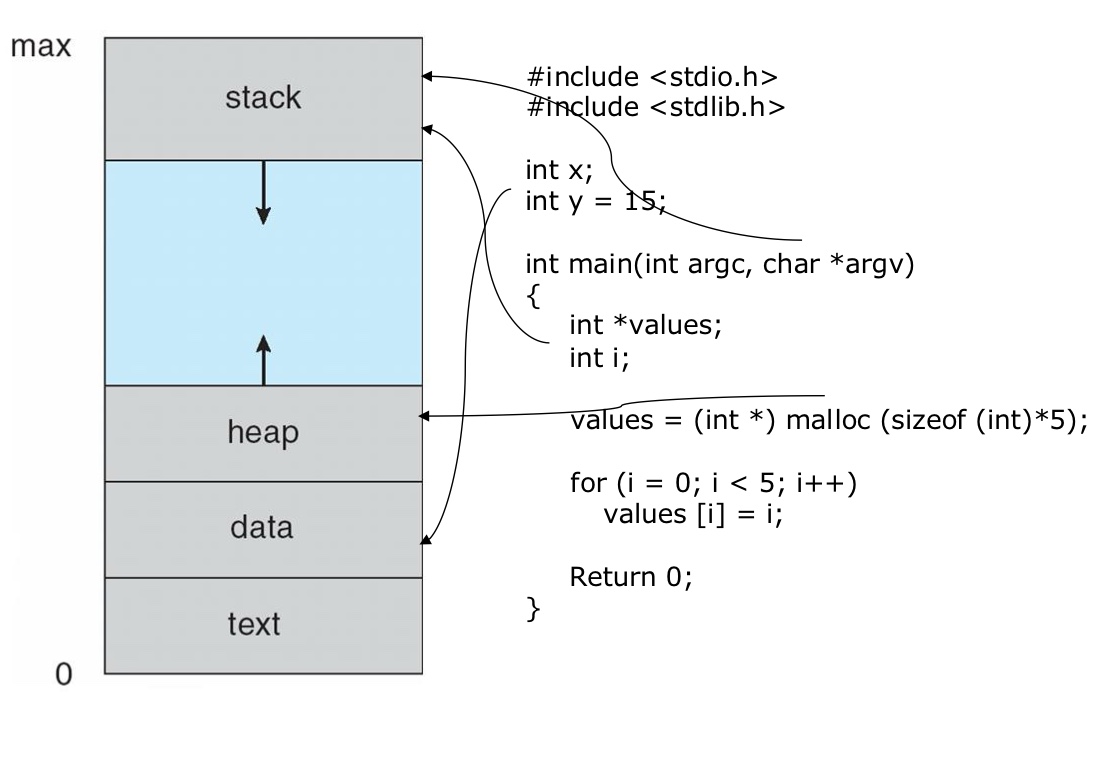 max
stack
heap
data
text
0
#include <stdio.h>
#include <stdlib.h>
int x;
int y = 15;
int main(int argc, char *argv)
{
int *values;
int i;
values = (int *) malloc (sizeof (int)*5);
for (i = 0; i < 5; i++)
values [i] = i;
Return 0;
}